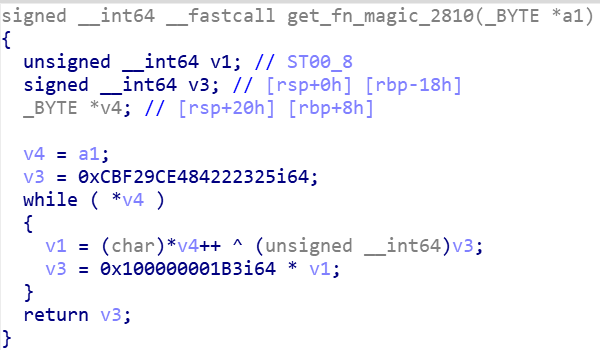 signed __int64 __fastcall get_fn_magic_2810(_BYTE *a1)
{
  unsigned __int64 v1; // ST00_8
  signed __int64 v3; // [rsp+0h] [rbp-18h]
  _BYTE *v4; // [rsp+20h] [rbp+8h]

  v4 = a1;
  v3 = 0xCBF29CE484222325i64;
  while ( *v4 )
  {
    v1 = (char)*v4++ ^ (unsigned __int64)v3;
    v3 = 0x100000001B3i64 * v1;
  }
  return v3;
}